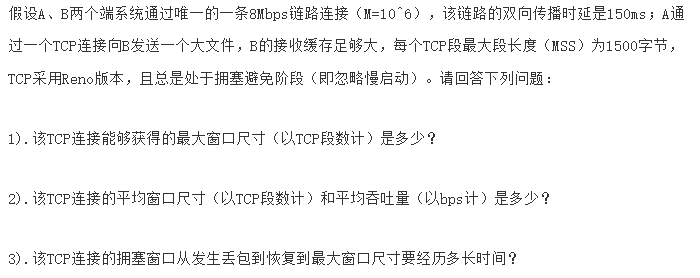 假设A、B两个端系统通过唯一的一条8Mbps链路连接（M=10^6），该链路的双向传播时延是150ms；A通
过一个TCP连接向B发送一个大文件，B的接收缓存足够大，每个TCP段最大段长度（MSS）为1500字节，
TCP采用Reno版本，且总是处于拥塞避免阶段（即忽略慢启动）。请回答下列问题：
1).该TCP连接能够获得的最大窗口尺寸（以TCP段数计）是多少？
2).该TCP连接的平均窗口尺寸（以TCP段数计）和平均吞吐量（以bps计）是多少？
3).该TCP连接的拥塞窗口从发生丢包到恢复到最大窗口尺寸要经历多长时间？